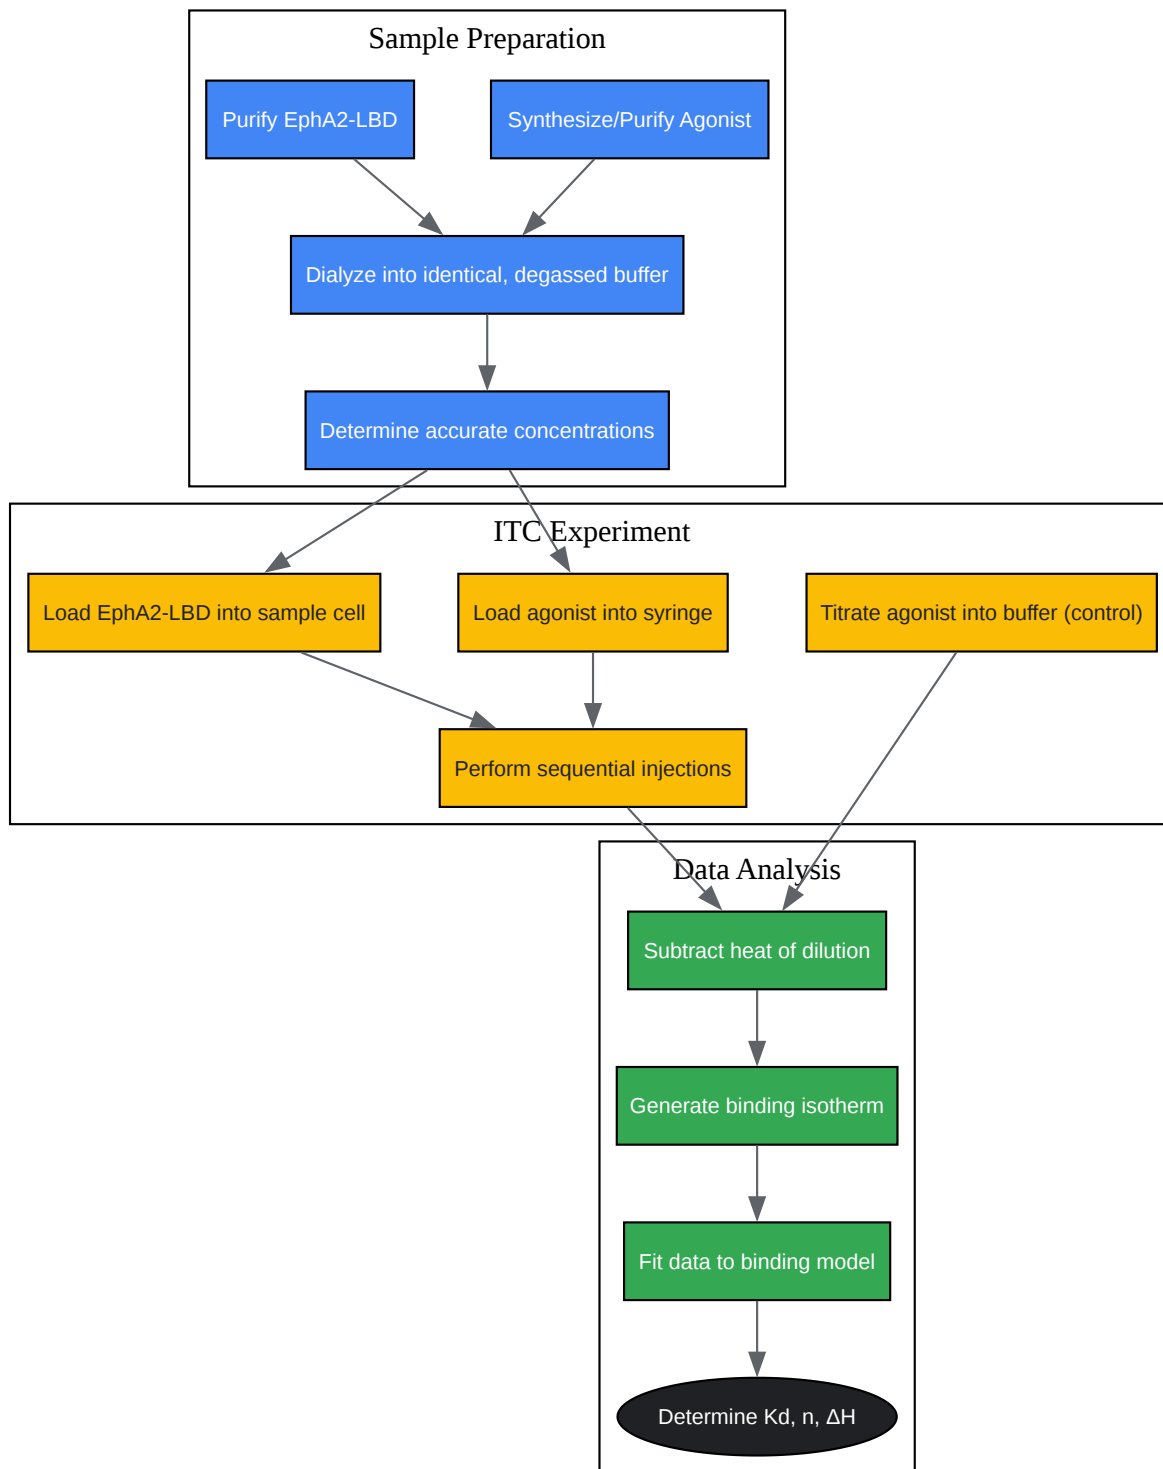 Sample Preparation
Purify EphA2-LBD
Synthesize/Purify Agonist
Dialyze into identical, degassed buffer
Determine accurate concentrations
ITC Experiment
Load EphA2-LBD into sample cell
Load agonist into syringe
Titrate agonist into buffer (control)
Perform sequential injections
Data Analysis
Subtract heat of dilution
Generate binding isotherm
Fit data to binding model
Determine Kd, n, ΔH